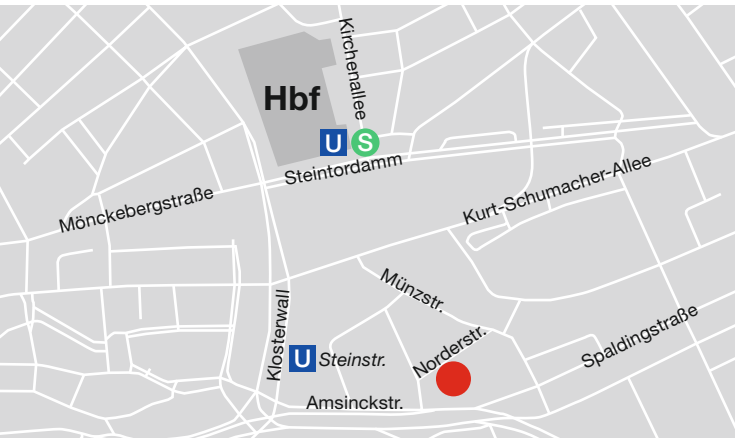 Kirchenallee
Hbf
U S
Steintordamm
Mönckebergstraße
Kurt-Schumacher-Allee
Münzstr.
Klosterwall
U Steinstr.
Norderstr.
Spaldingstraße
Amsinckstr.